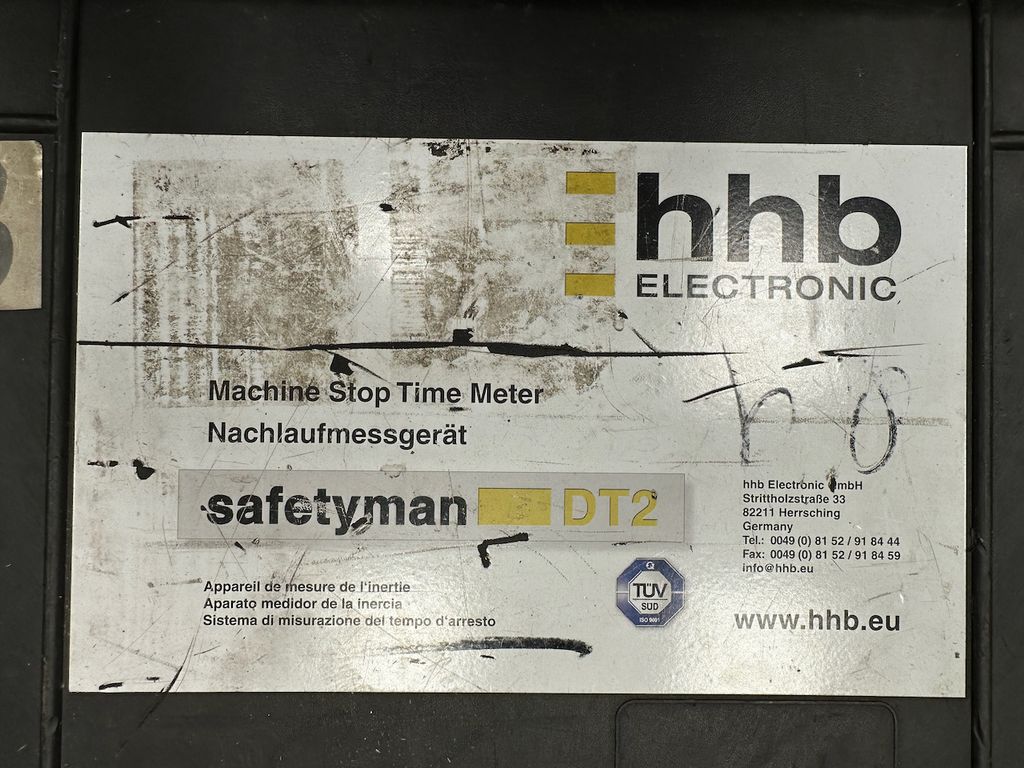 hhb
ELECTRONIC
Machine Stop Time Meter
Nachlaufmessgerät
safetyman DT2
hhb Electronic GmbH
Strittholzstraße 33
82211 Herrsching
Germany
Tel.: 0049 (0) 81 52 / 91 84 44
Fax: 0049 (0) 81 52 / 91 84 59
info@hhb.eu
Appareil de mesure de l'inertie
Aparato medidor de la inercia
Sistema di misurazione del tempo d'arresto
TÜV
SÜD
ISO 9001
www.hhb.eu